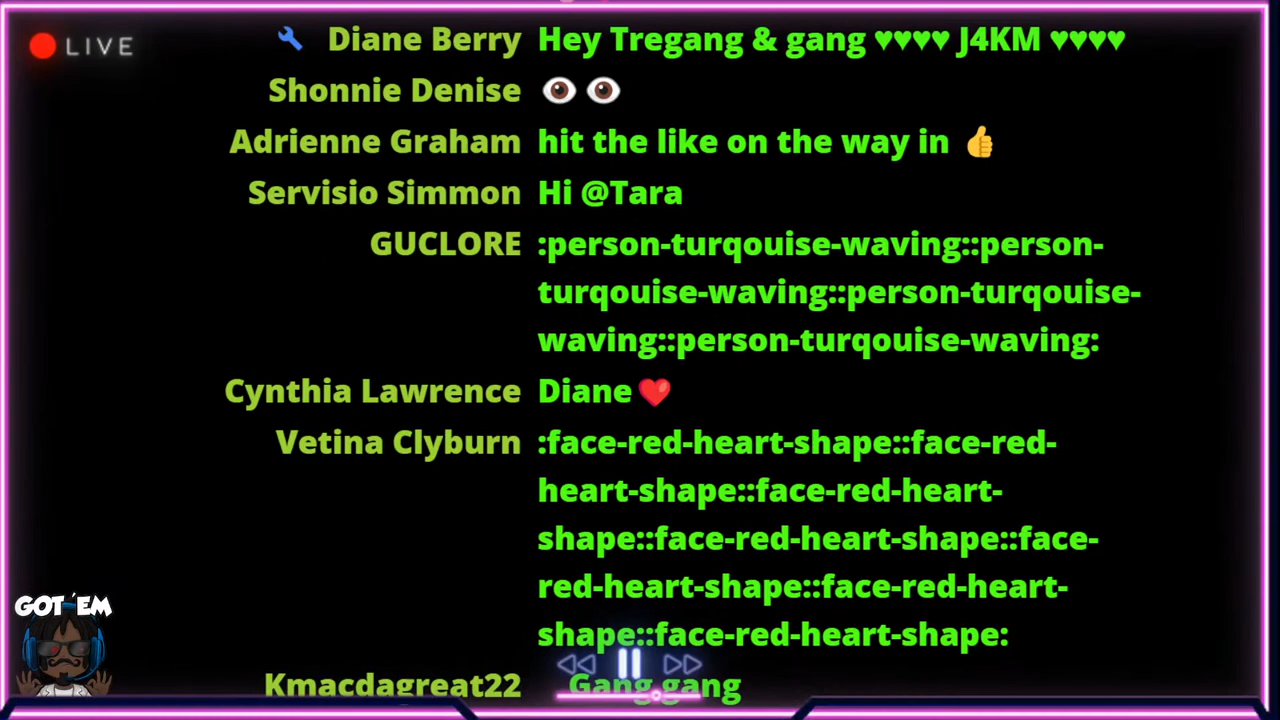 LIVE
Diane Berry Hey Tregang & gang ♥♥♥♥ J4KM ♥♥♥♥
Shonnie Denise 👁️👁️
Adrienne Graham hit the like on the way in 👍
Servisio Simmon Hi @Tara
GUCLORE :person-turqouise-waving::person-
turqouise-waving::person-turqouise-
waving::person-turqouise-waving:
Cynthia Lawrence Diane❤️
Vetina Clyburn :face-red-heart-shape::face-red-
heart-shape::face-red-heart-
shape::face-red-heart-shape::face-
red-heart-shape::face-red-heart-
shape::face-red-heart-shape:
GOT 'EM
Kmacdagreat22 Gang gang